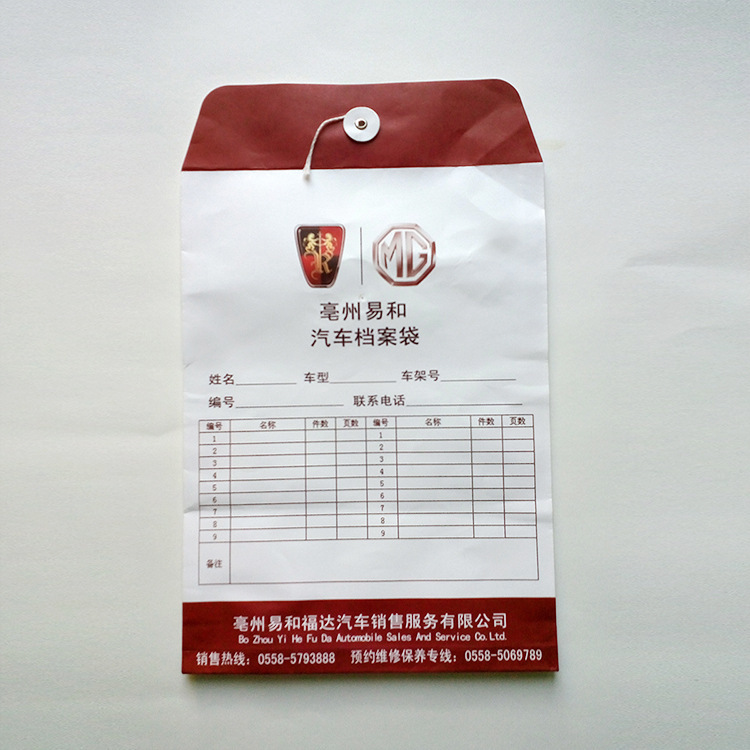 R
MG
亳州易和
汽车档案袋
姓名 车型 车架号
编号 联系电话
编号 名称 件数 页数 编号 名称 件数 页数
1 1
2 2
3 3
4 4
5 5
6 6
7 7
8 8
9 9
备注
亳州易和福达汽车销售服务有限公司
Bo Zhou Yi He Fu Da Automobile Sales And Service Co.Ltd.
销售热线：0558-5793888 预约维修保养专线：0558-5069789